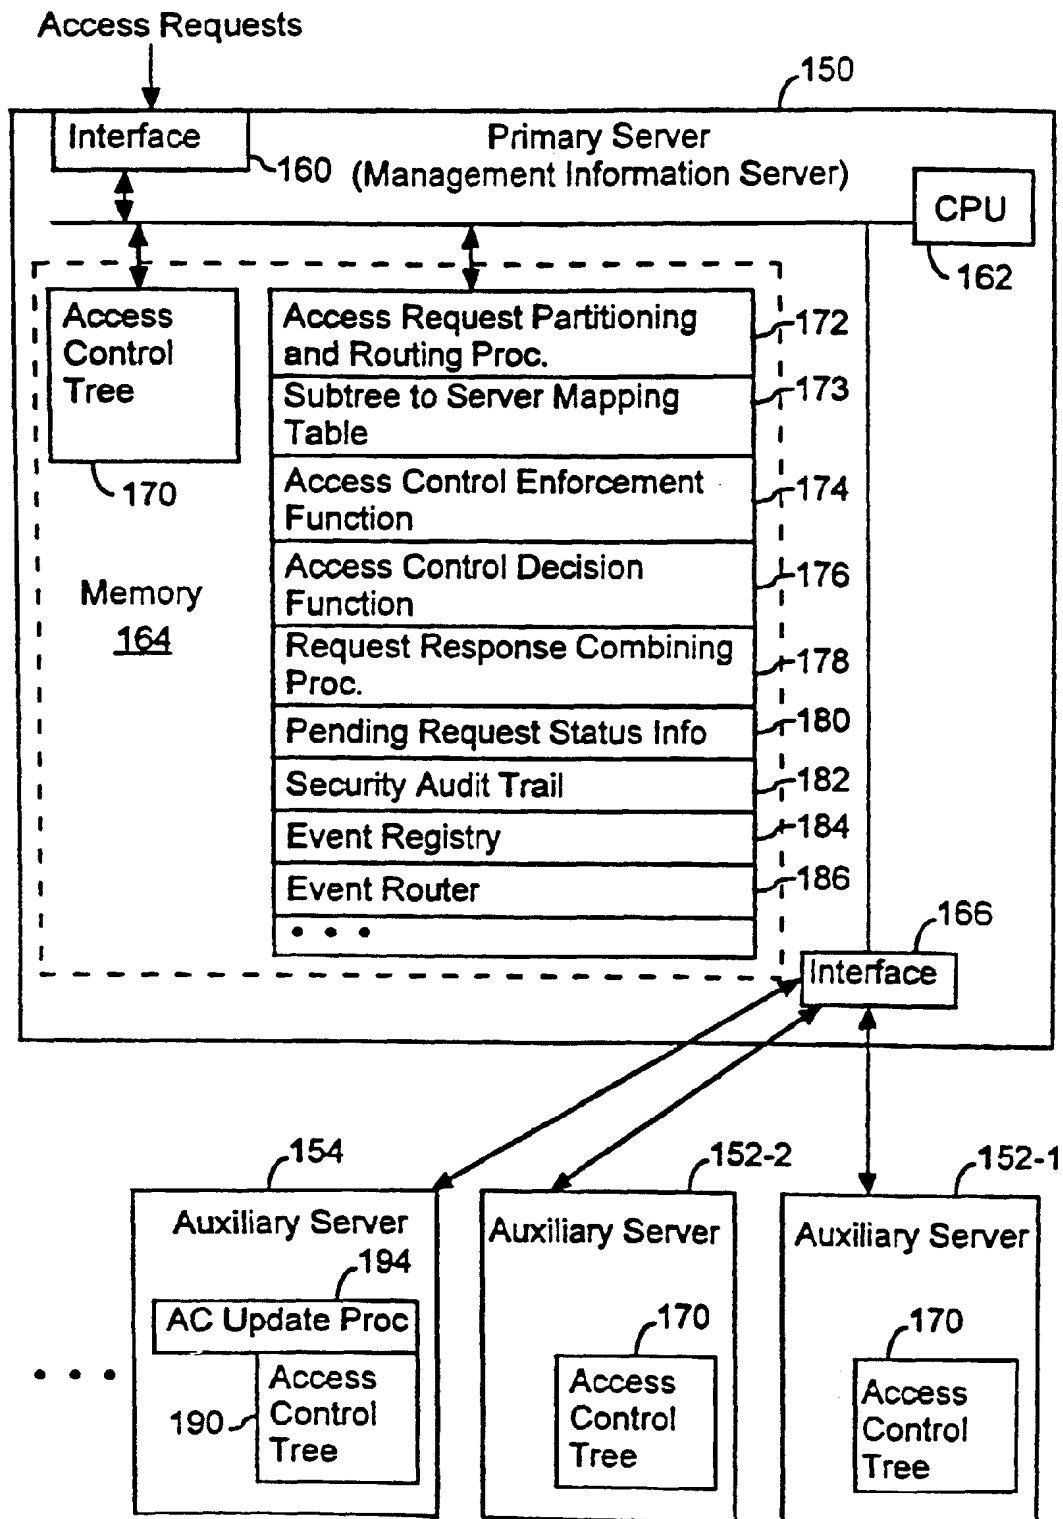 Access Requests
150
Interface
160
Primary Server
(Management Information Server)
CPU
162
Access
Control
Tree
170
Memory
164
Access Request Partitioning
and Routing Proc.
172
Subtree to Server Mapping
Table
173
Access Control Enforcement
Function
174
Access Control Decision
Function
176
Request Response Combining
Proc.
178
Pending Request Status Info
180
Security Audit Trail
182
Event Registry
184
Event Router
186
• • •
166
Interface
154
Auxiliary Server
194
AC Update Proc
190
Access
Control
Tree
• • •
152-2
Auxiliary Server
170
Access
Control
Tree
152-1
Auxiliary Server
170
Access
Control
Tree